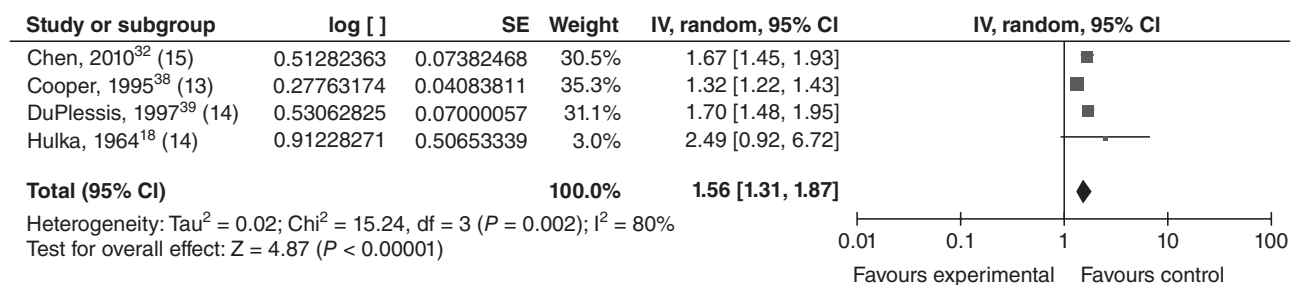 Study or subgroup log [ ] SE Weight IV, random, 95% CI IV, random, 95% CI
Chen, 2010³² (15) 0.51282363 0.07382468 30.5% 1.67 [1.45, 1.93]
Cooper, 1995³⁸ (13) 0.27763174 0.04083811 35.3% 1.32 [1.22, 1.43]
DuPlessis, 1997³⁹ (14) 0.53062825 0.07000057 31.1% 1.70 [1.48, 1.95]
Hulka, 1964¹⁸ (14) 0.91228271 0.50653339 3.0% 2.49 [0.92, 6.72]
Total (95% CI) 100.0% 1.56 [1.31, 1.87]
Heterogeneity: Tau² = 0.02; Chi² = 15.24, df = 3 (P = 0.002); I² = 80%
Test for overall effect: Z = 4.87 (P < 0.00001)
0.01 0.1 1 10 100
Favours experimental Favours control